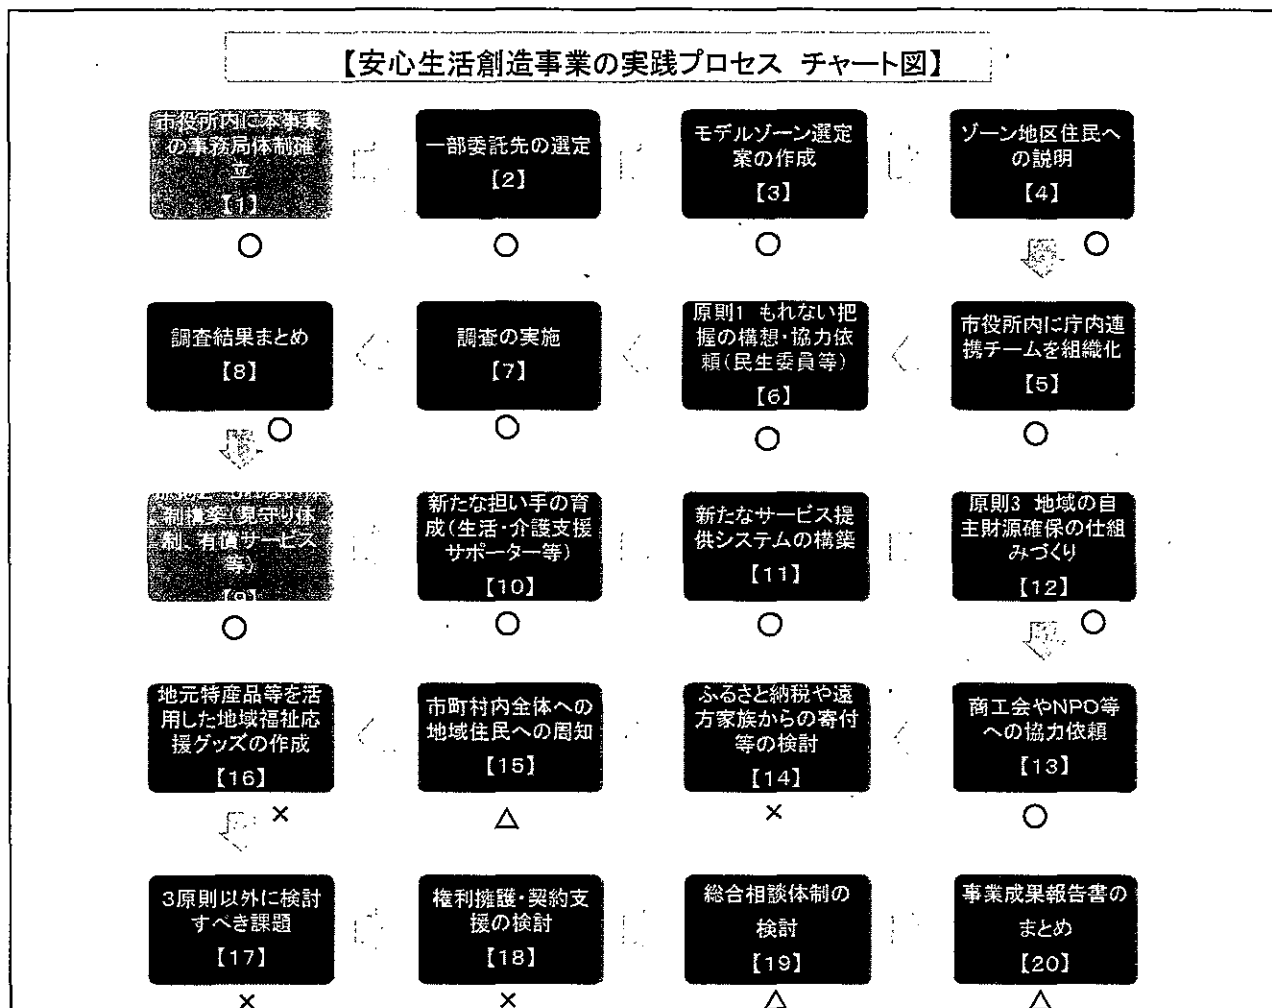 【安心生活創造事業の実践プロセス チャート図】
市役所内に本事業
の事務局体制確
立
【1】
○
一部委託先の選定
【2】
○
モデルゾーン選定
業の作成
【3】
○
ゾーン地区住民へ
の説明
【4】
○
市役所内に庁内連
携チームを組織化
【5】
○
原則1 もれない把
握の構想・協力依
頼(民生委員等)
【6】
○
調査の実施
【7】
○
調査結果まとめ
【8】
○
制構築(見守り体
制、有償サービス
等)
【9】
○
新たな担い手の育
成(生活・介護支援
サポーター等)
【10】
○
新たなサービス提
供システムの構築
【11】
○
原則3 地域の自
主財源確保の仕組
みづくり
【12】
○
商工会やNPO等
への協力依頼
【13】
○
ふるさと納税や遠
方家族からの寄付
等の検討
【14】
×
市町村内全体への
地域住民への周知
【15】
△
地元特産品等を活
用した地域福祉応
援グッズの作成
【16】
×
3原則以外に検討
すべき課題
【17】
×
権利擁護・契約支
援の検討
【18】
×
総合相談体制の
検討
【19】
△
事業成果報告書の
まとめ
【20】
△